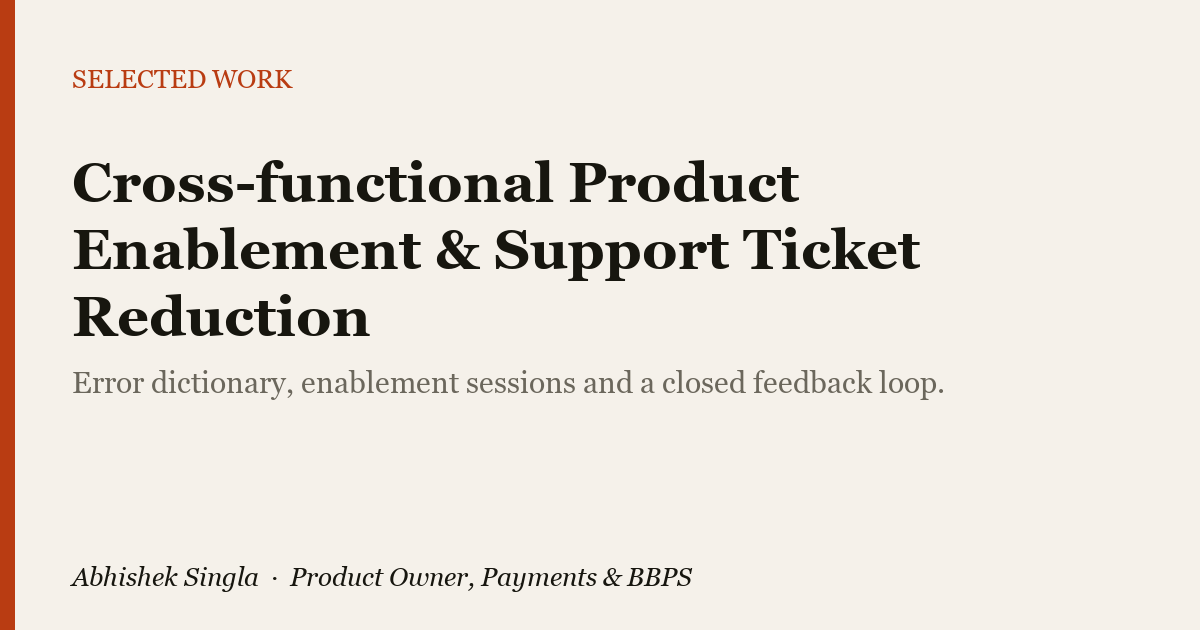 SELECTED WORK
Cross-functional Product
Enablement & Support Ticket
Reduction
Error dictionary, enablement sessions and a closed feedback loop.
Abhishek Singla · Product Owner, Payments & BBPS